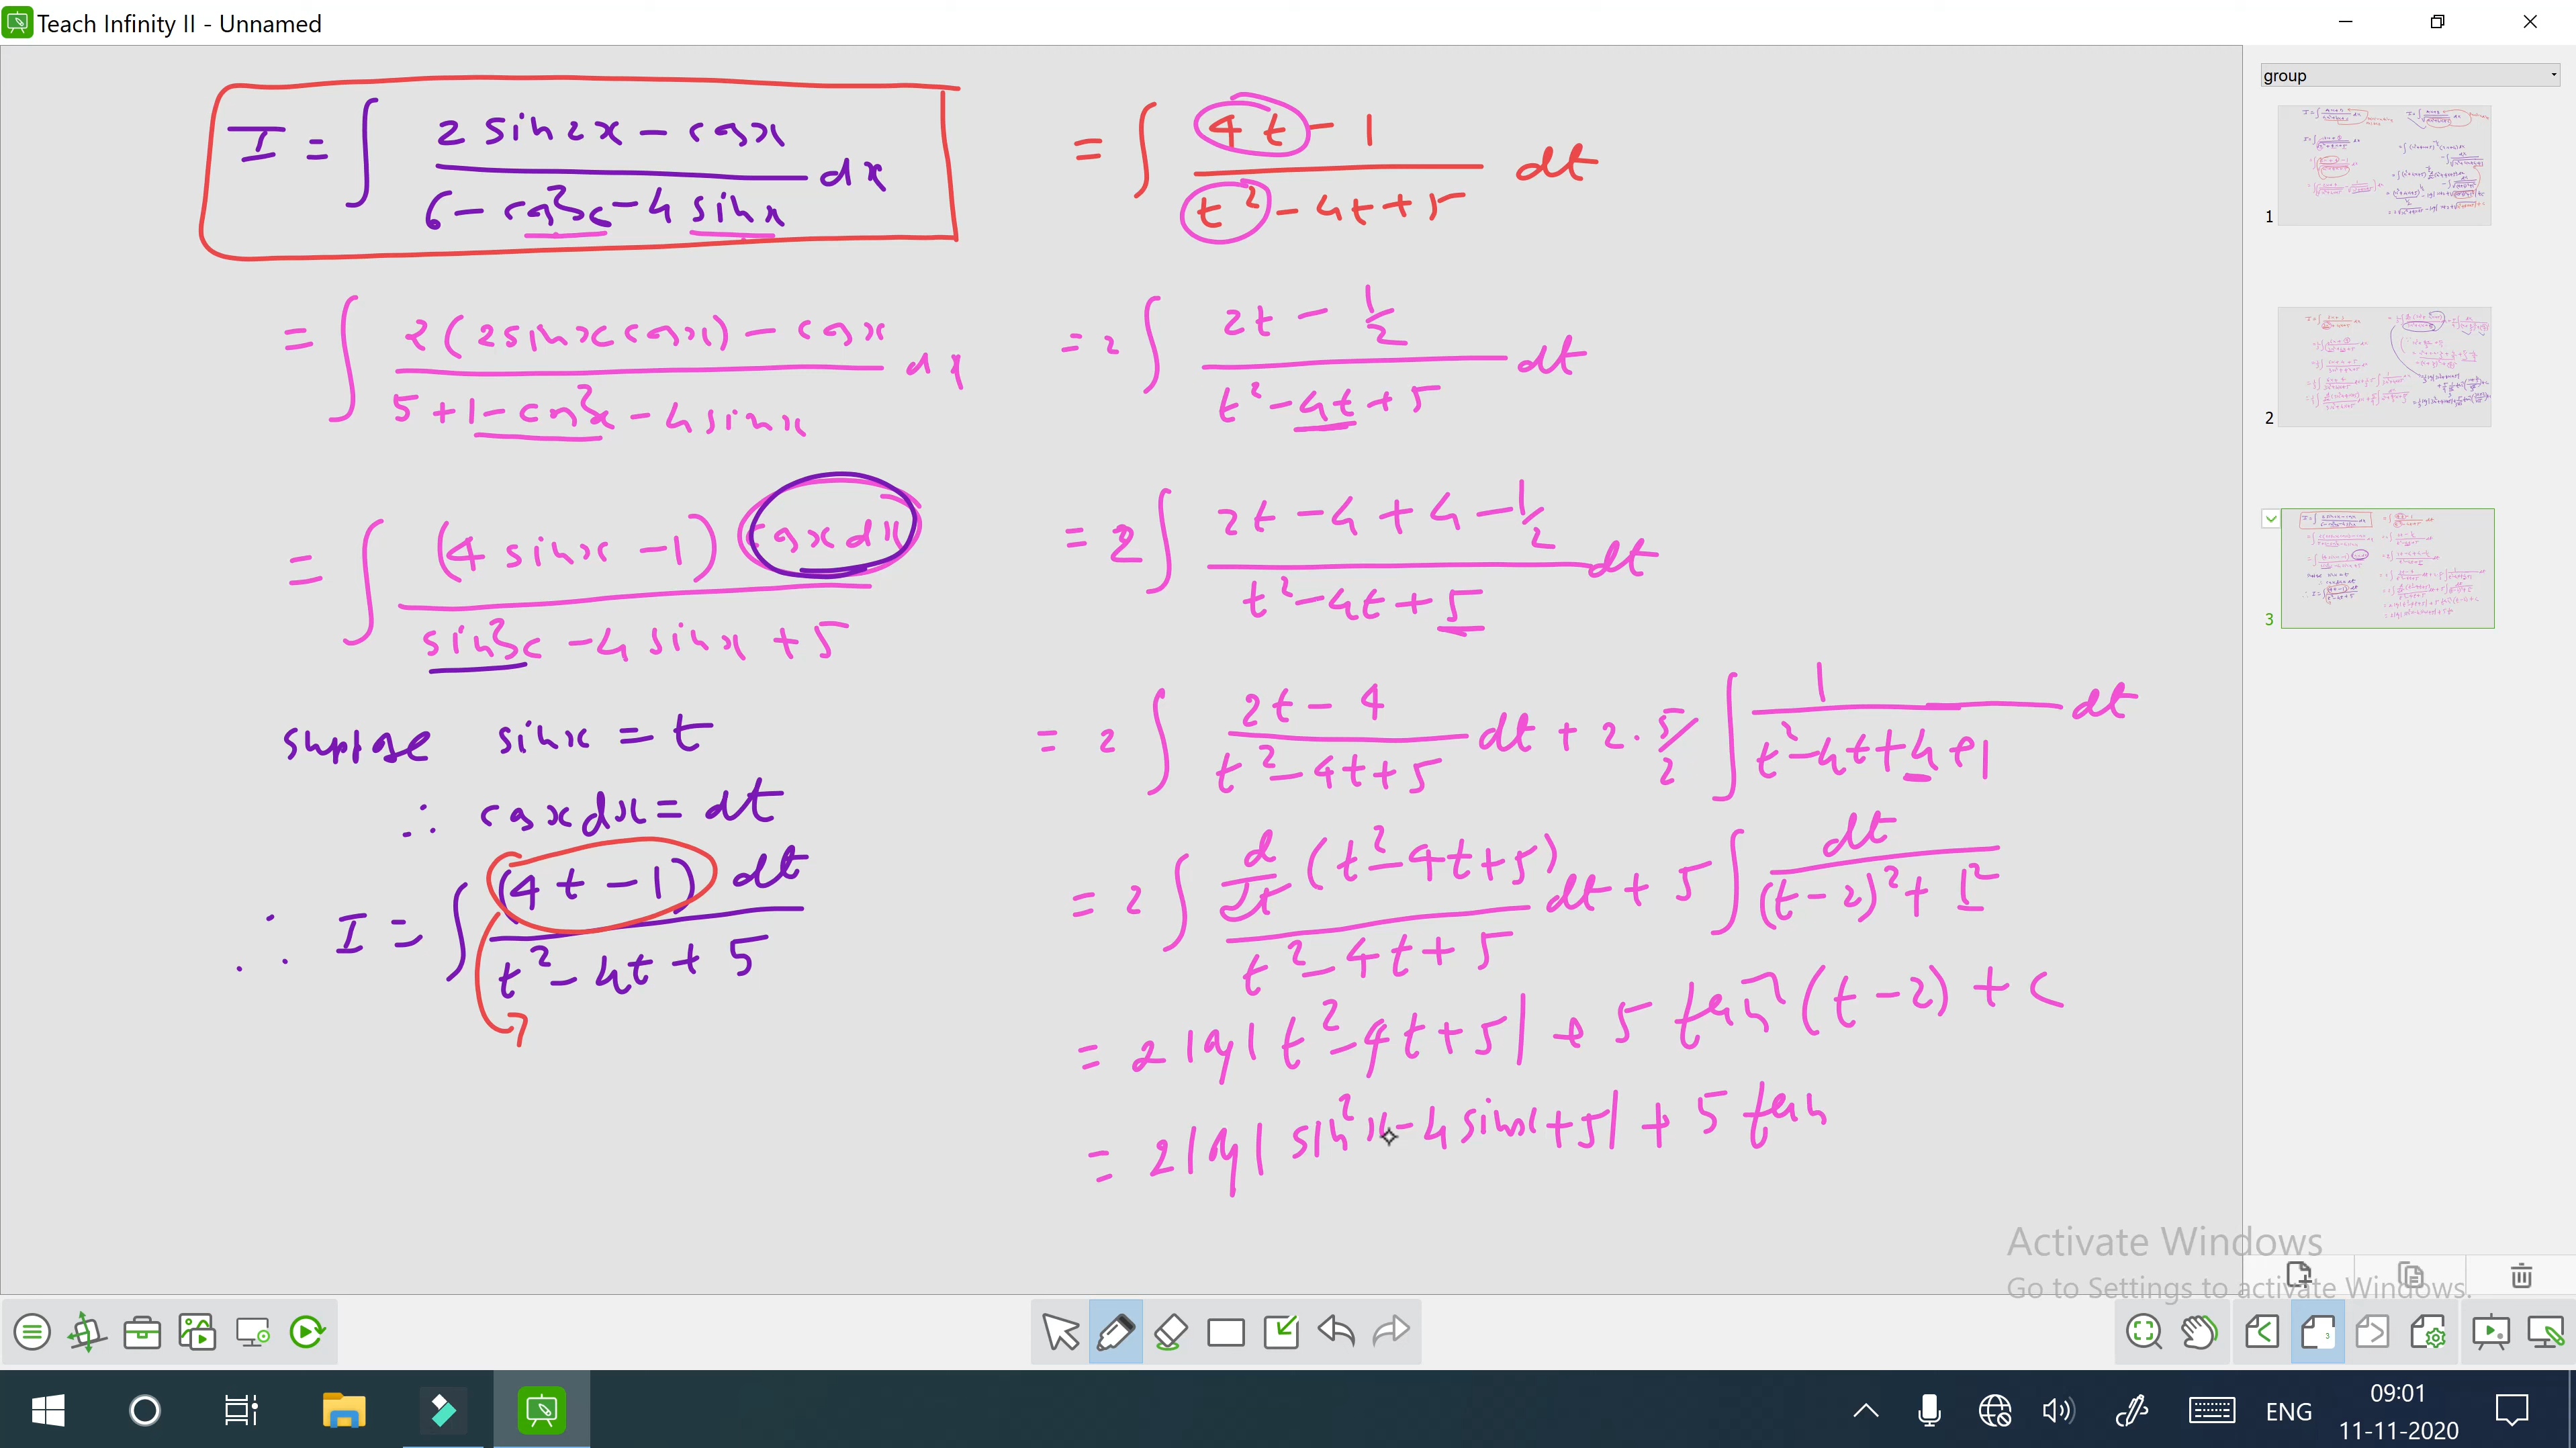 Teach Infinity II - Unnamed
group
I = ∫ (2 sin2x - cosx)/(6 - cos²x - 4 sinx) dx
= ∫ (2(2sinx cosx) - cosx)/(5+1-cos²x - 4 sinx) dx
= ∫ ((4 sinx - 1) cosx dx)/(sin²x - 4 sinx + 5)
suppose sinx = t
∴ cosxdx = dt
∴ I = ∫ ((4t - 1) dt)/(t² - 4t + 5)
= ∫ (4t - 1)/(t² - 4t + 5) dt
= 2 ∫ (2t - 1/2)/(t² - 4t + 5) dt
= 2 ∫ (2t - 4 + 4 - 1/2)/(t² - 4t + 5) dt
= 2 ∫ (2t - 4)/(t² - 4t + 5) dt + 2 · 5/2 ∫ 1/(t² - 4t + 4 + 1) dt
= 2 ∫ (d/dt (t² - 4t + 5))/(t² - 4t + 5) dt + 5 ∫ dt/((t - 2)² + 1²)
= 2 log|t² - 4t + 5| + 5 tan⁻¹(t - 2) + c
= 2 log|sin²x - 4 sinx + 5| + 5 tan
1
2
3
Activate Windows
Go to Settings to activate Windows.
3
ENG
09:01
11-11-2020